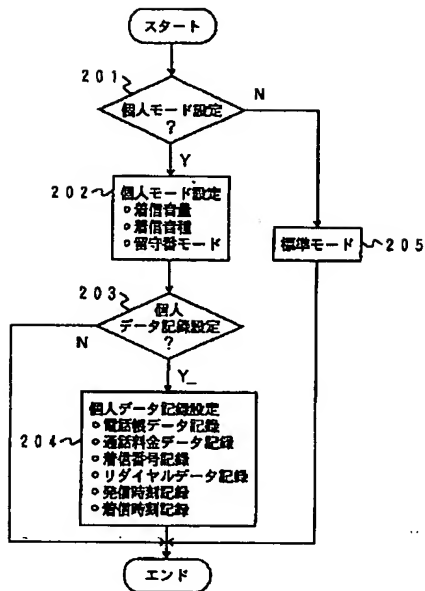 スタート
201
個人モード設定
?
N
Y
202
個人モード設定
○着信音量
○着信音種
○留守番モード
標準モード
205
203
個人
データ記録設定
?
N
Y
204
個人データ記録設定
○電話帳データ記録
○通話料金データ記録
○着信番号記録
○リダイヤルデータ記録
○発信時刻記録
○着信時刻記録
エンド